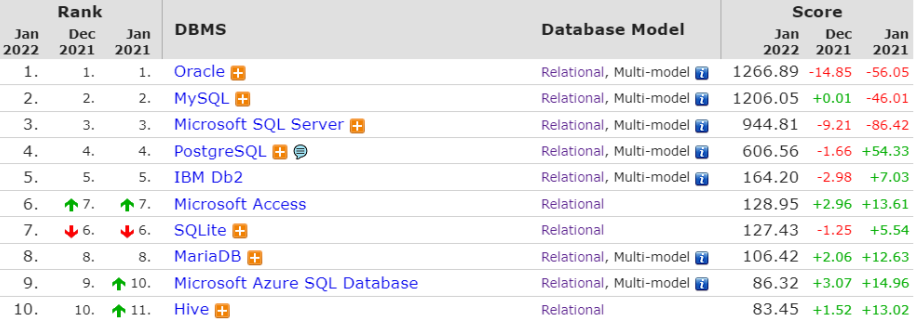 Rank Score
Jan 2022 Dec 2021 Jan 2021 DBMS Database Model Jan 2022 Dec 2021 Jan 2021
1. 1. 1. Oracle Relational, Multi-model 1266.89 -14.85 -56.05
2. 2. 2. MySQL Relational, Multi-model 1206.05 +0.01 -46.01
3. 3. 3. Microsoft SQL Server Relational, Multi-model 944.81 -9.21 -86.42
4. 4. 4. PostgreSQL Relational, Multi-model 606.56 -1.66 +54.33
5. 5. 5. IBM Db2 Relational, Multi-model 164.20 -2.98 +7.03
6. 7. 7. Microsoft Access Relational 128.95 +2.96 +13.61
7. 6. 6. SQLite Relational 127.43 -1.25 +5.54
8. 8. 8. MariaDB Relational, Multi-model 106.42 +2.06 +12.63
9. 9. 10. Microsoft Azure SQL Database Relational, Multi-model 86.32 +3.07 +14.96
10. 10. 11. Hive Relational 83.45 +1.52 +13.02